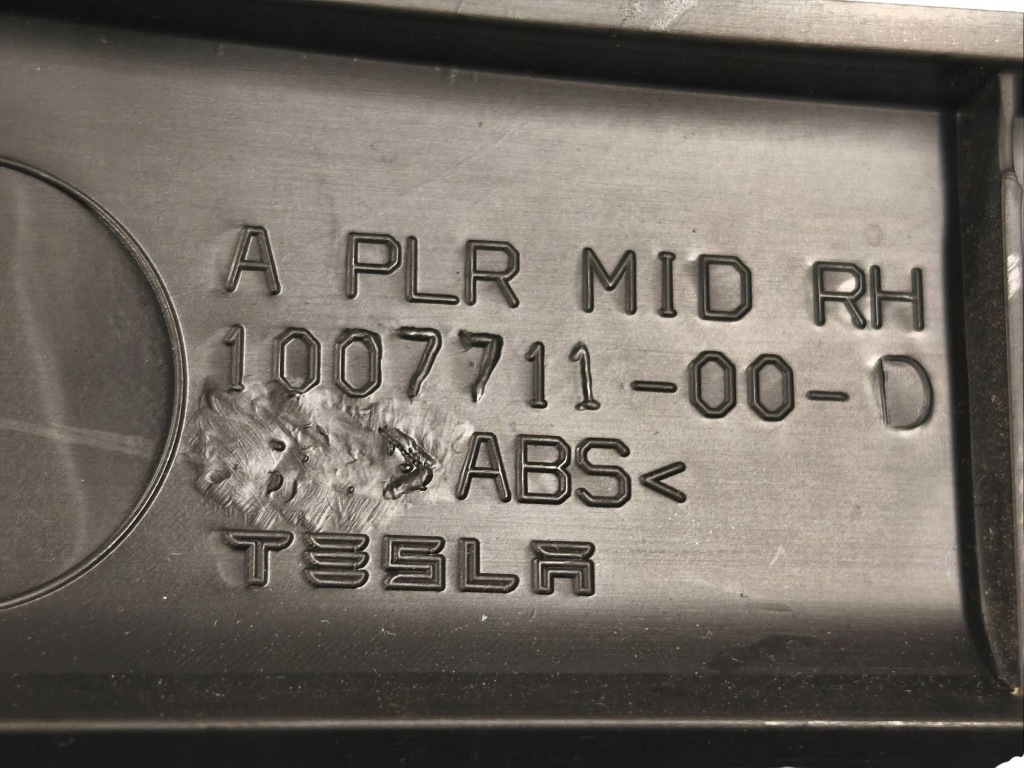 A PLR MID RH
1007711-00-D
ABS<
TESLA